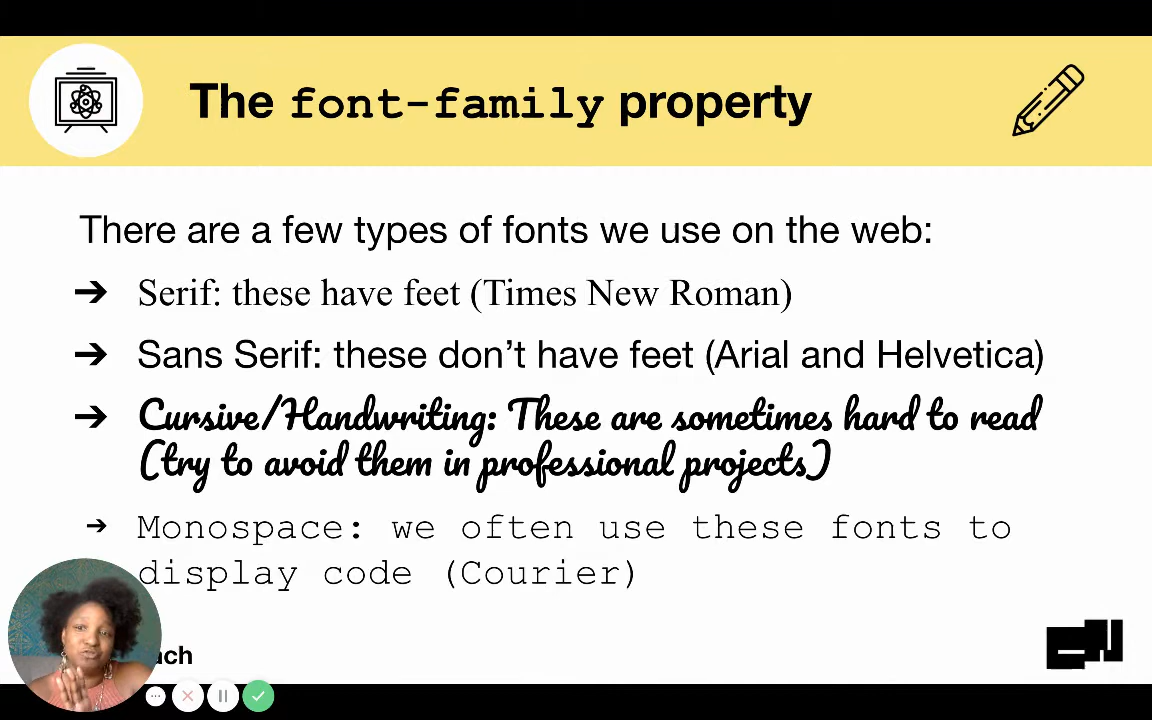 The font-family property
There are a few types of fonts we use on the web:
➔ Serif: these have feet (Times New Roman)
➔ Sans Serif: these don’t have feet (Arial and Helvetica)
➔ Cursive/Handwriting: These are sometimes hard to read
(try to avoid them in professional projects)
➔ Monospace: we often use these fonts to
display code (Courier)